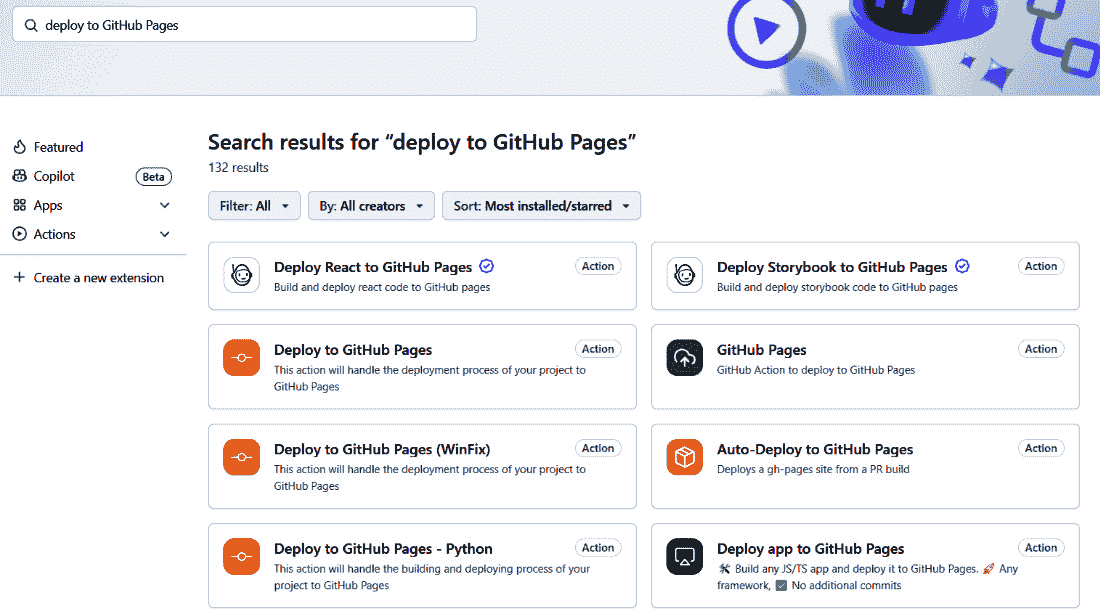 deploy to GitHub Pages
Featured
Copilot Beta
Apps
Actions
Create a new extension
Search results for “deploy to GitHub Pages”
132 results
Filter: All
By: All creators
Sort: Most installed/starred
Deploy React to GitHub Pages
Action
Build and deploy react code to GitHub pages
Deploy Storybook to GitHub Pages
Action
Build and deploy storybook code to GitHub pages
Deploy to GitHub Pages
Action
This action will handle the deployment process of your project to
GitHub Pages
GitHub Pages
Action
GitHub Action to deploy to GitHub Pages
Deploy to GitHub Pages (WinFix)
Action
This action will handle the deployment process of your project to
GitHub Pages
Auto-Deploy to GitHub Pages
Action
Deploys a gh-pages site from a PR build
Deploy to GitHub Pages - Python
Action
This action will handle the building and deploying process of your
project to GitHub Pages
Deploy app to GitHub Pages
Action
🛠 Build any JS/TS app and deploy it to GitHub Pages. 🚀 Any
framework, ☑ No additional commits